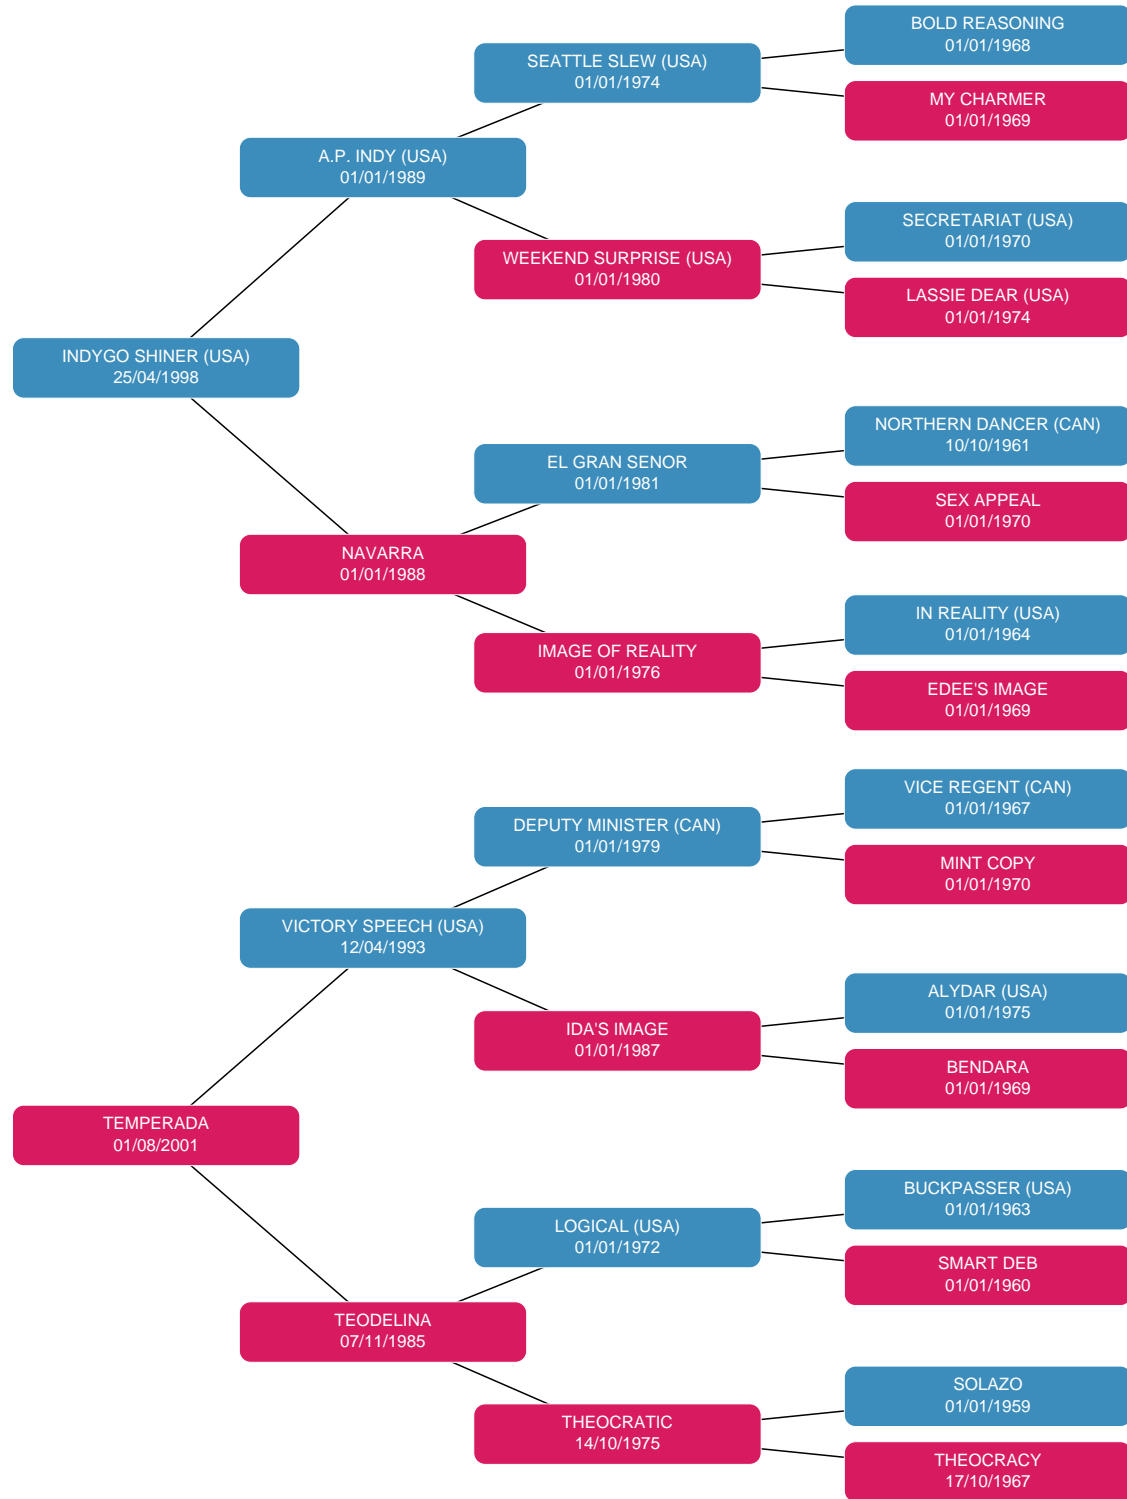 BOLD REASONING
01/01/1968
SEATTLE SLEW (USA)
01/01/1974
MY CHARMER
01/01/1969
A.P. INDY (USA)
01/01/1989
SECRETARIAT (USA)
01/01/1970
WEEKEND SURPRISE (USA)
01/01/1980
LASSIE DEAR (USA)
01/01/1974
INDYGO SHINER (USA)
25/04/1998
NORTHERN DANCER (CAN)
10/10/1961
EL GRAN SENOR
01/01/1981
SEX APPEAL
01/01/1970
NAVARRA
01/01/1988
IN REALITY (USA)
01/01/1964
IMAGE OF REALITY
01/01/1976
EDEE'S IMAGE
01/01/1969
VICE REGENT (CAN)
01/01/1967
DEPUTY MINISTER (CAN)
01/01/1979
MINT COPY
01/01/1970
VICTORY SPEECH (USA)
12/04/1993
ALYDAR (USA)
01/01/1975
IDA'S IMAGE
01/01/1987
BENDARA
01/01/1969
TEMPERADA
01/08/2001
BUCKPASSER (USA)
01/01/1963
LOGICAL (USA)
01/01/1972
SMART DEB
01/01/1960
TEODELINA
07/11/1985
SOLAZO
01/01/1959
THEOCRATIC
14/10/1975
THEOCRACY
17/10/1967